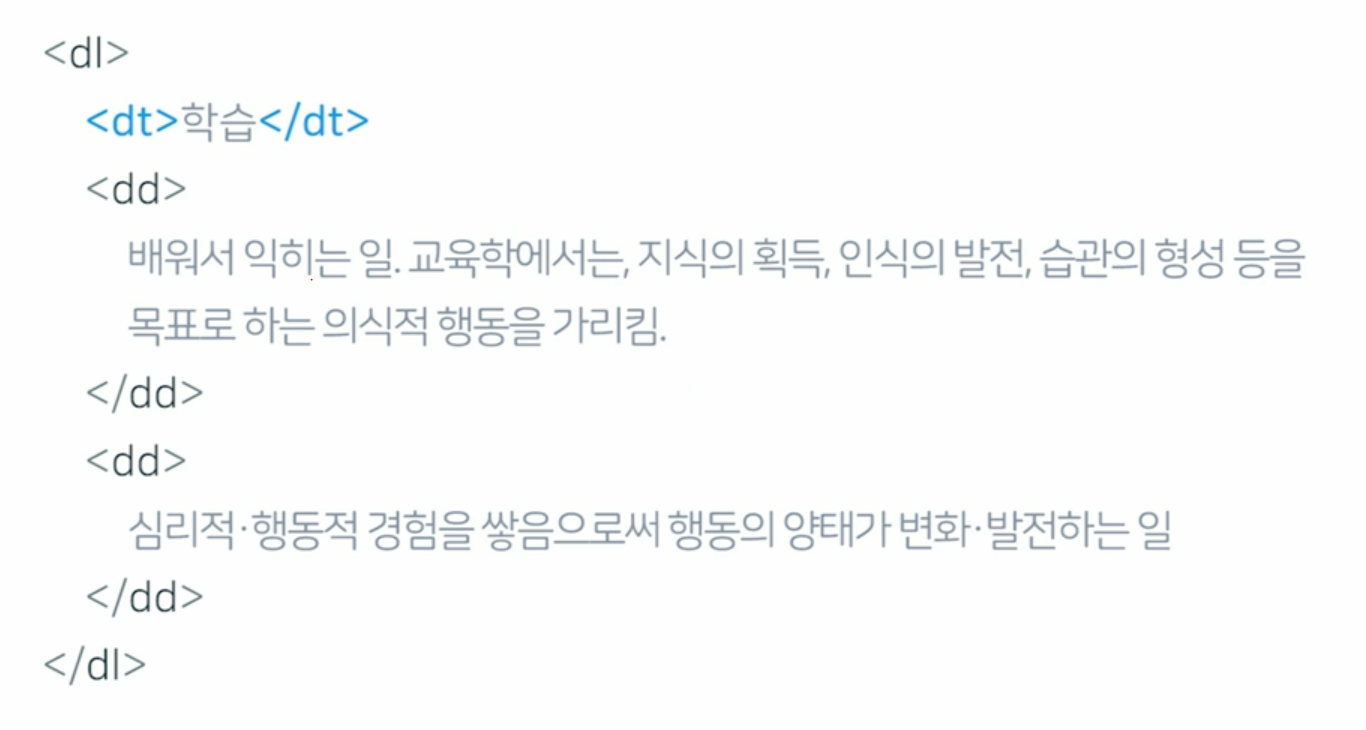 <dl>
<dt>학습</dt>
<dd>
배워서 익히는 일. 교육학에서는, 지식의 획득, 인식의 발전, 습관의 형성 등을
목표로 하는 의식적 행동을 가리킴.
</dd>
<dd>
심리적·행동적 경험을 쌓음으로써 행동의 양태가 변화·발전하는 일
</dd>
</dl>